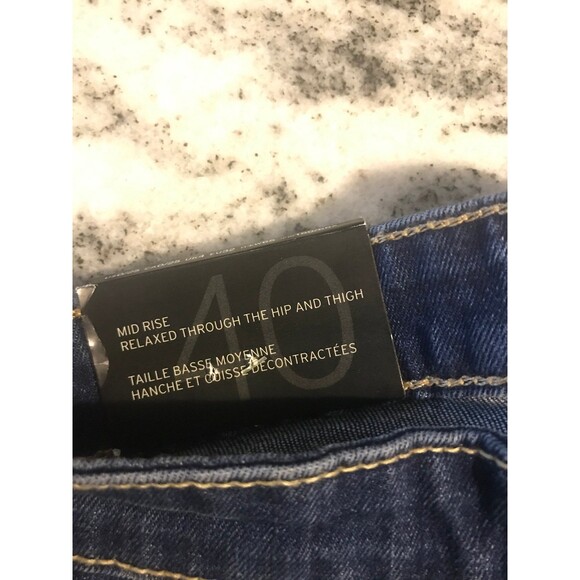 40
MID RISE
RELAXED THROUGH THE HIP AND THIGH
TAILLE BASSE MOYENNE
HANCHE ET CUISSE DÉCONTRACTÉES